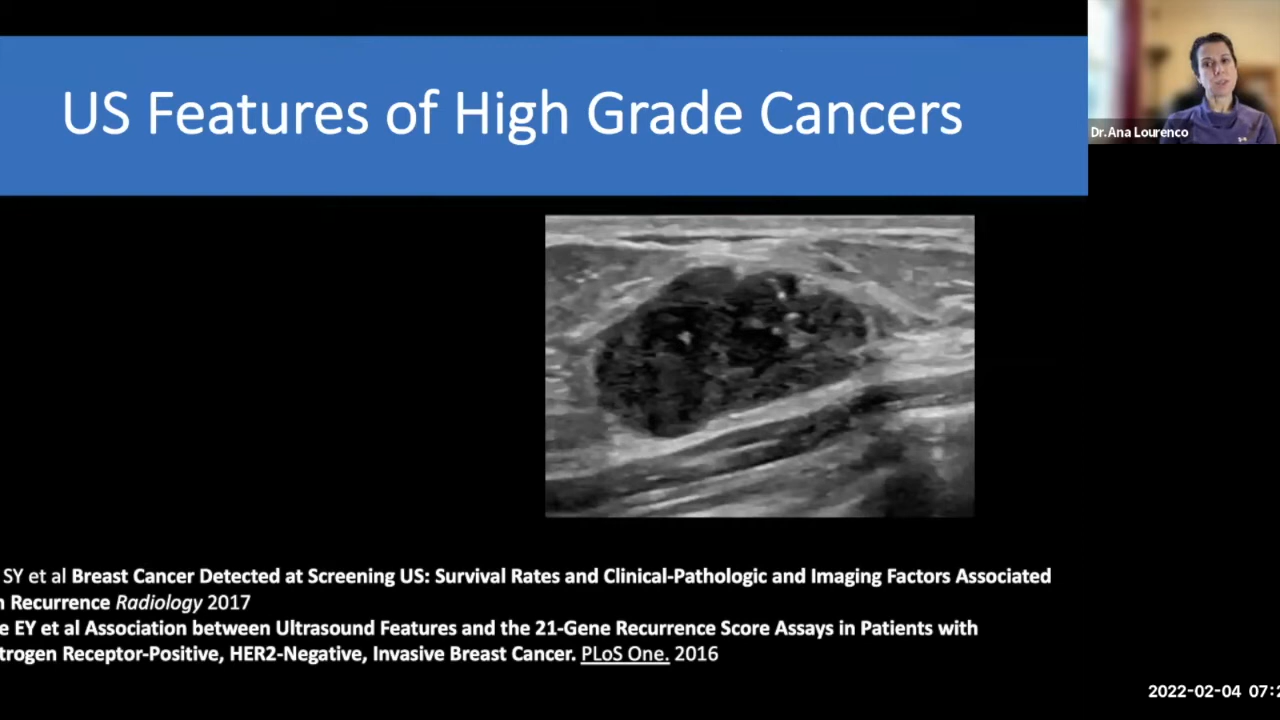 US Features of High Grade Cancers
Dr. Ana Lourenco
SY et al Breast Cancer Detected at Screening US: Survival Rates and Clinical-Pathologic and Imaging Factors Associated
Recurrence Radiology 2017
EY et al Association between Ultrasound Features and the 21-Gene Recurrence Score Assays in Patients with
trogen Receptor-Positive, HER2-Negative, Invasive Breast Cancer. PLoS One. 2016
2022-02-04 07:2